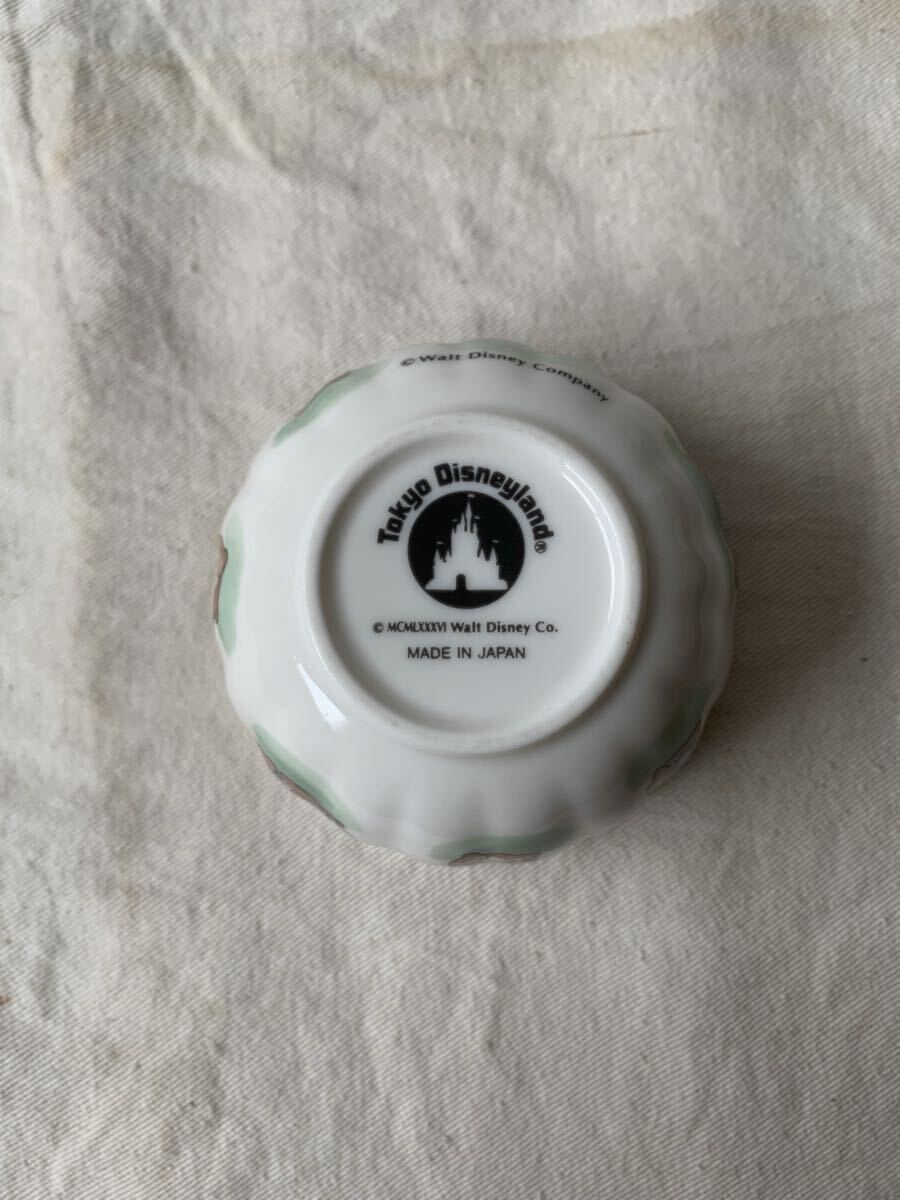 © Walt Disney Company
Tokyo Disneyland®
© MCMLXXXVI Walt Disney Co.
MADE IN JAPAN